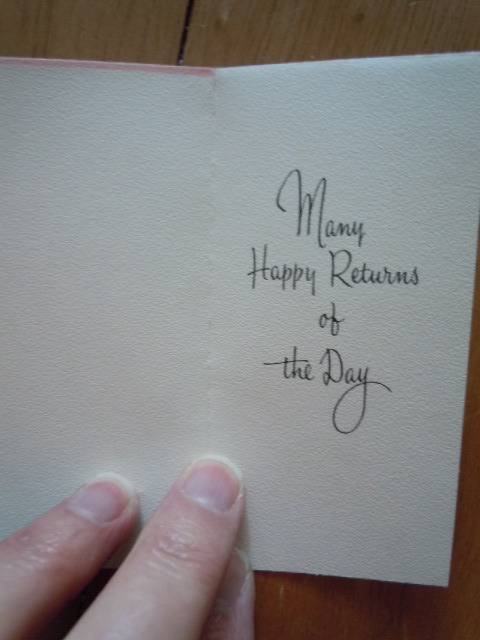 Many
Happy Returns
of
the Day